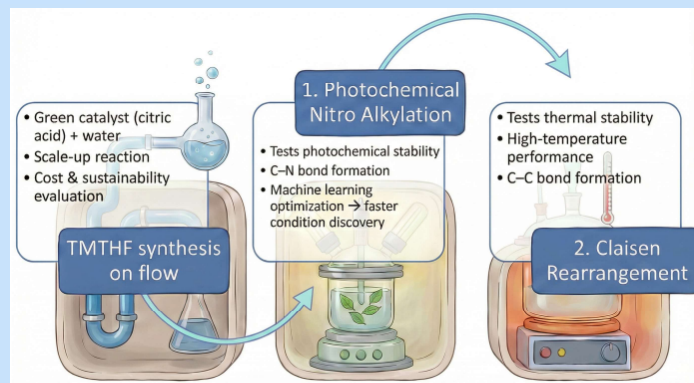 • Green catalyst (citric
acid) + water
• Scale-up reaction
• Cost & sustainability
evaluation
TMTHF synthesis
on flow
1. Photochemical
Nitro Alkylation
• Tests photochemical stability
• C–N bond formation
• Machine learning
optimization → faster
condition discovery
• Tests thermal stability
• High-temperature
performance
• C–C bond formation
2. Claisen
Rearrangement